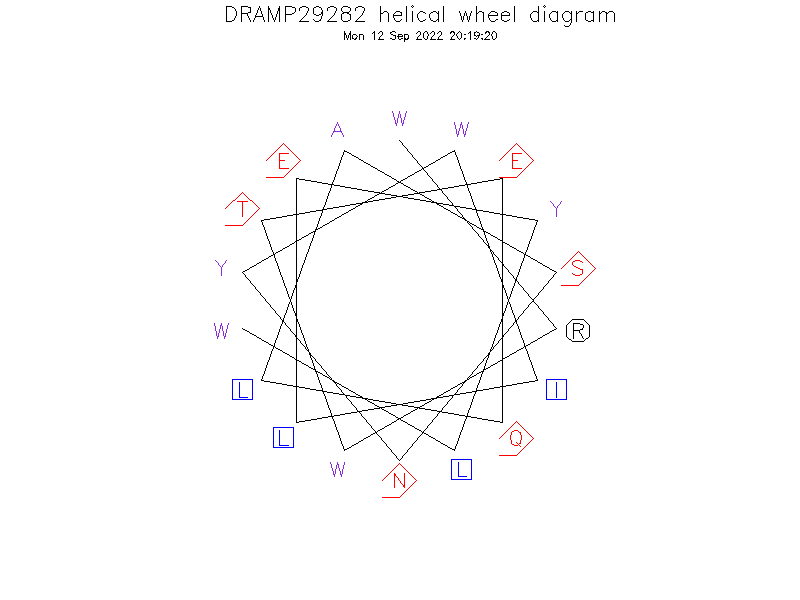 DRAMP29282 helical wheel diagram
Mon 12 Sep 2022 20:19:20
W
A W
E E
T Y
Y S
W R
L I
L Q
W L
N